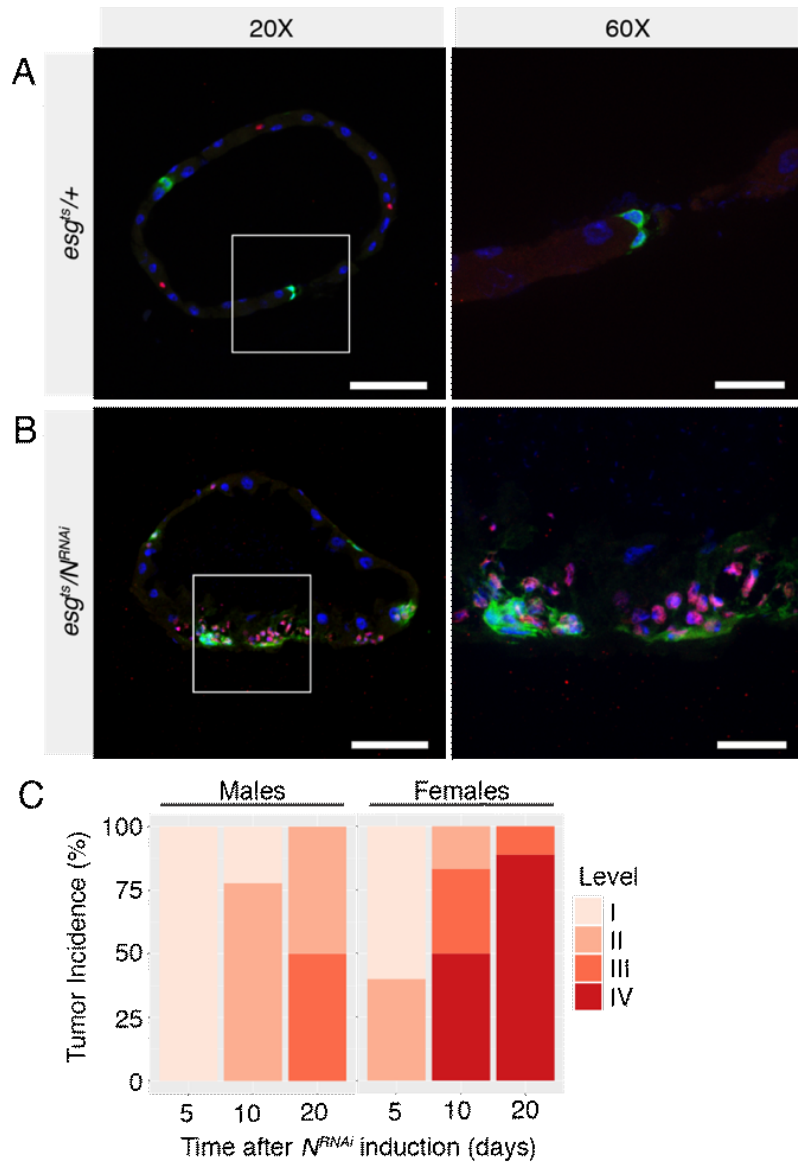 20X 60X
A
esg^ts/+
B
esg^ts/N^RNAi
C
Males Females
100
75
50
25
0
Tumor Incidence (%)
5 10 20 5 10 20
Time after N^RNAi induction (days)
Level
I
II
III
IV